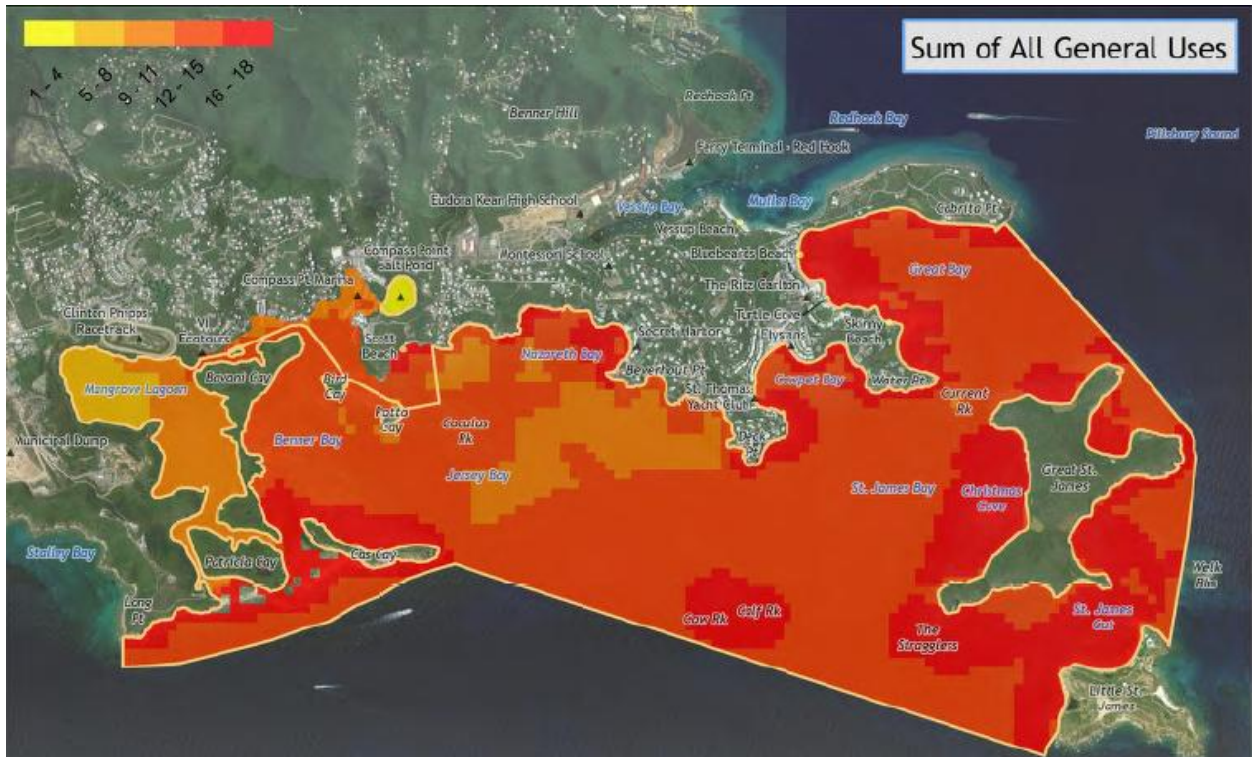 Sum of All General Uses
1 - 4
5 - 8
9 - 11
12 - 15
16 - 18
Redhook Pt
Benner Hill
Redhook Bay
Pillsbury Sound
Ferry Terminal - Red Hook
Eudora Kean High School
Vessup Bay
Muller Bay
Cabrita Pt
Vessup Beach
Compass Point
Salt Pond
Montessori School
Bluebeards Beach
Great Bay
Compass Pt Marina
The Ritz Carlton
Clinton Phipps
Racetrack
VI
Ecotours
Turtle Cove
Scott
Beach
Secret Harbor
Elysans
Skimy
Beach
Nazareth Bay
Bovoni Cay
Beverhout Pt
Cowpet Bay
Water Pt
Mangrove Lagoon
Bird
Cay
St. Thomas
Yacht Club
Current
Rk
Patta
Cay
Coculus
Rk
Municipal Dump
Benner Bay
Deck
Pt
Jersey Bay
St. James Bay
Christmas
Cove
Great St.
James
Stalley Bay
Patricia Cay
Cas Cay
Welk
Rks
Long
Pt
Cow Rk
Calf Rk
The
Stragglers
St. James
Cut
Little St.
James